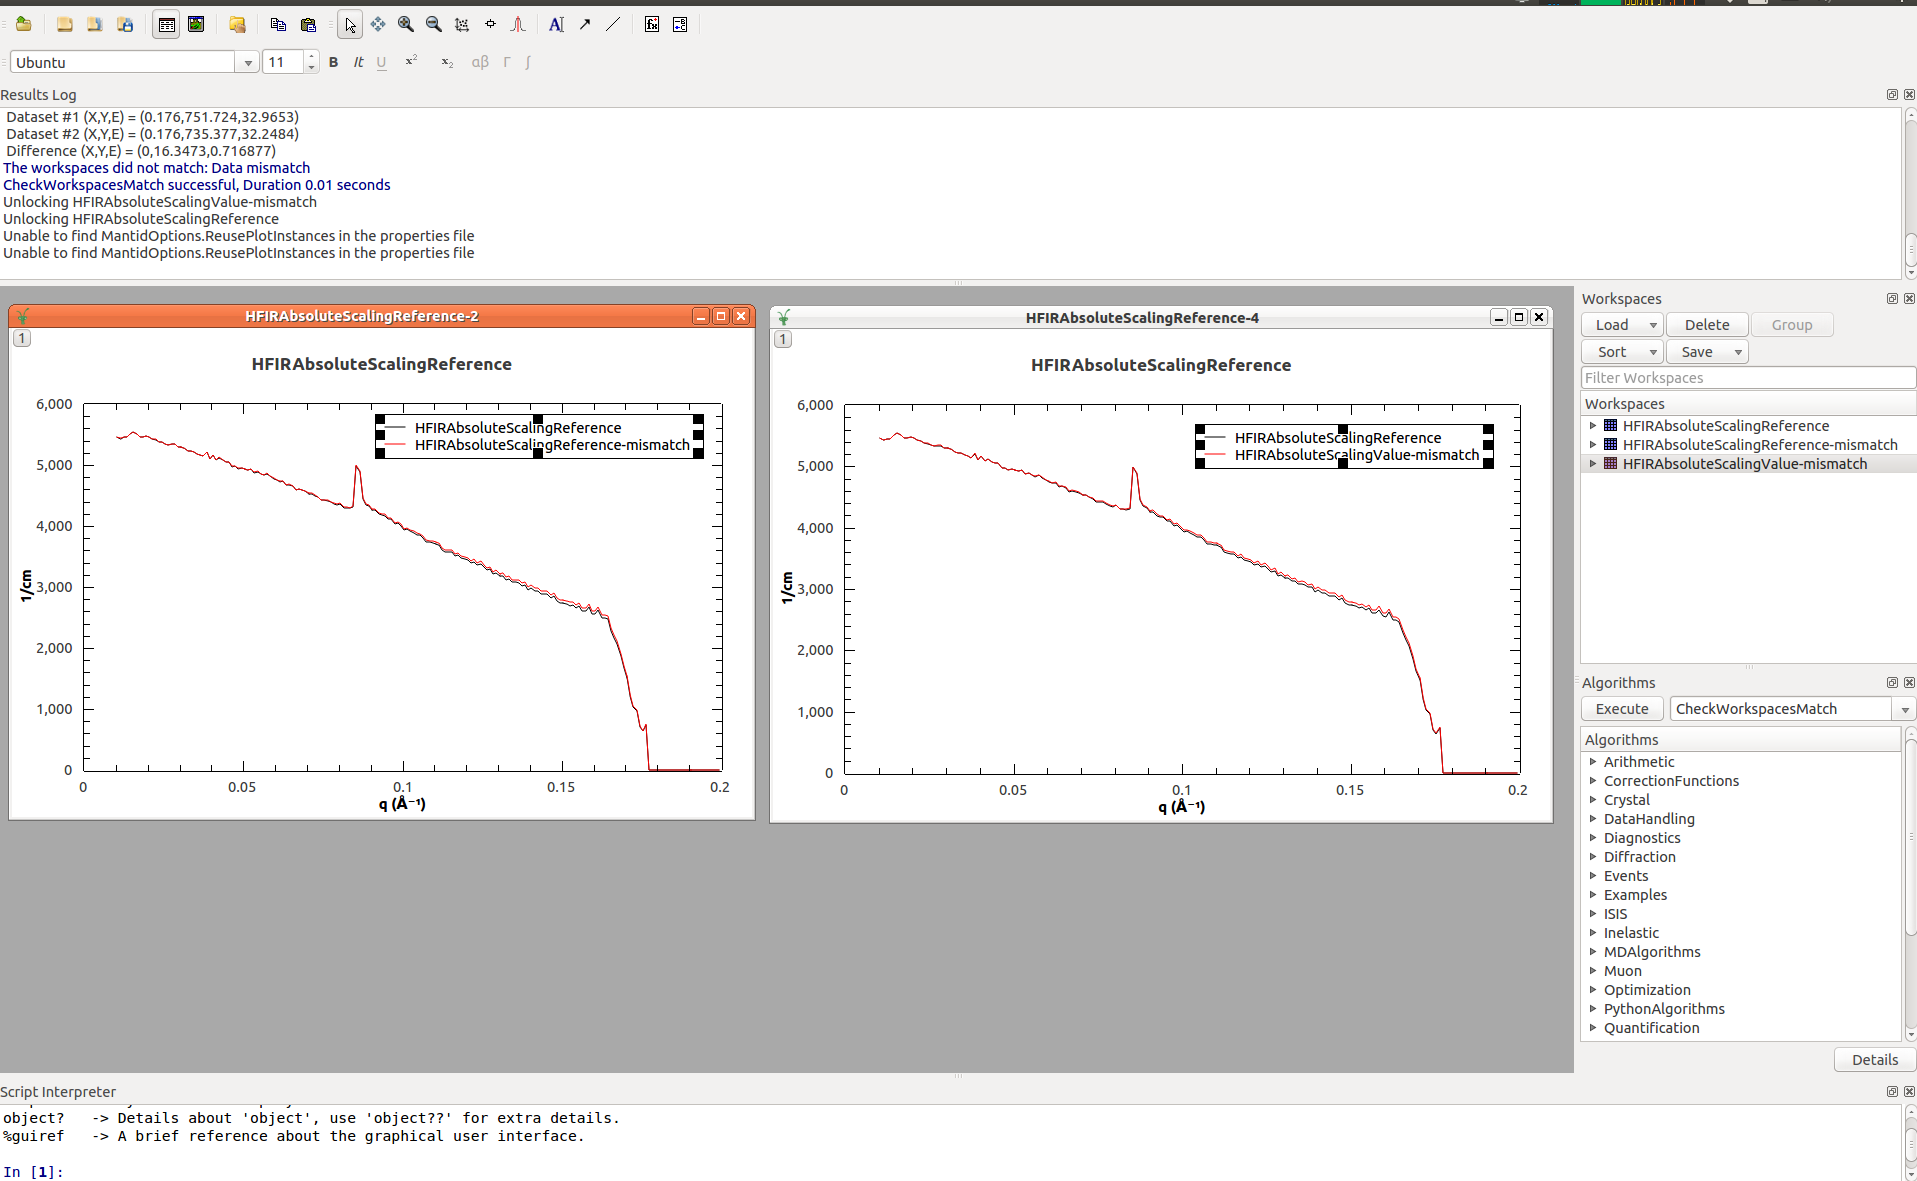 Ubuntu
11
B It U x² x₂ αβ Γ ∫
Results Log
Dataset #1 (X,Y,E) = (0.176,751.724,32.9653)
Dataset #2 (X,Y,E) = (0.176,735.377,32.2484)
Difference (X,Y,E) = (0,16.3473,0.716877)
The workspaces did not match: Data mismatch
CheckWorkspacesMatch successful, Duration 0.01 seconds
Unlocking HFIRAbsoluteScalingValue-mismatch
Unlocking HFIRAbsoluteScalingReference
Unable to find MantidOptions.ReusePlotInstances in the properties file
Unable to find MantidOptions.ReusePlotInstances in the properties file
HFIRAbsoluteScalingReference-2
1
HFIRAbsoluteScalingReference
HFIRAbsoluteScalingReference
HFIRAbsoluteScalingReference-mismatch
6,000
5,000
4,000
3,000
2,000
1,000
0
1/cm
0 0.05 0.1 0.15 0.2
q (Å⁻¹)
HFIRAbsoluteScalingReference-4
1
HFIRAbsoluteScalingReference
HFIRAbsoluteScalingReference
HFIRAbsoluteScalingValue-mismatch
6,000
5,000
4,000
3,000
2,000
1,000
0
1/cm
0 0.05 0.1 0.15 0.2
q (Å⁻¹)
Workspaces
Load Delete Group
Sort Save
Filter Workspaces
Workspaces
HFIRAbsoluteScalingReference
HFIRAbsoluteScalingReference-mismatch
HFIRAbsoluteScalingValue-mismatch
Algorithms
Execute CheckWorkspacesMatch
Algorithms
Arithmetic
CorrectionFunctions
Crystal
DataHandling
Diagnostics
Diffraction
Events
Examples
ISIS
Inelastic
MDAlgorithms
Muon
Optimization
PythonAlgorithms
Quantification
Details
Script Interpreter
object? -> Details about 'object', use 'object??' for extra details.
%guiref -> A brief reference about the graphical user interface.
In [1]: